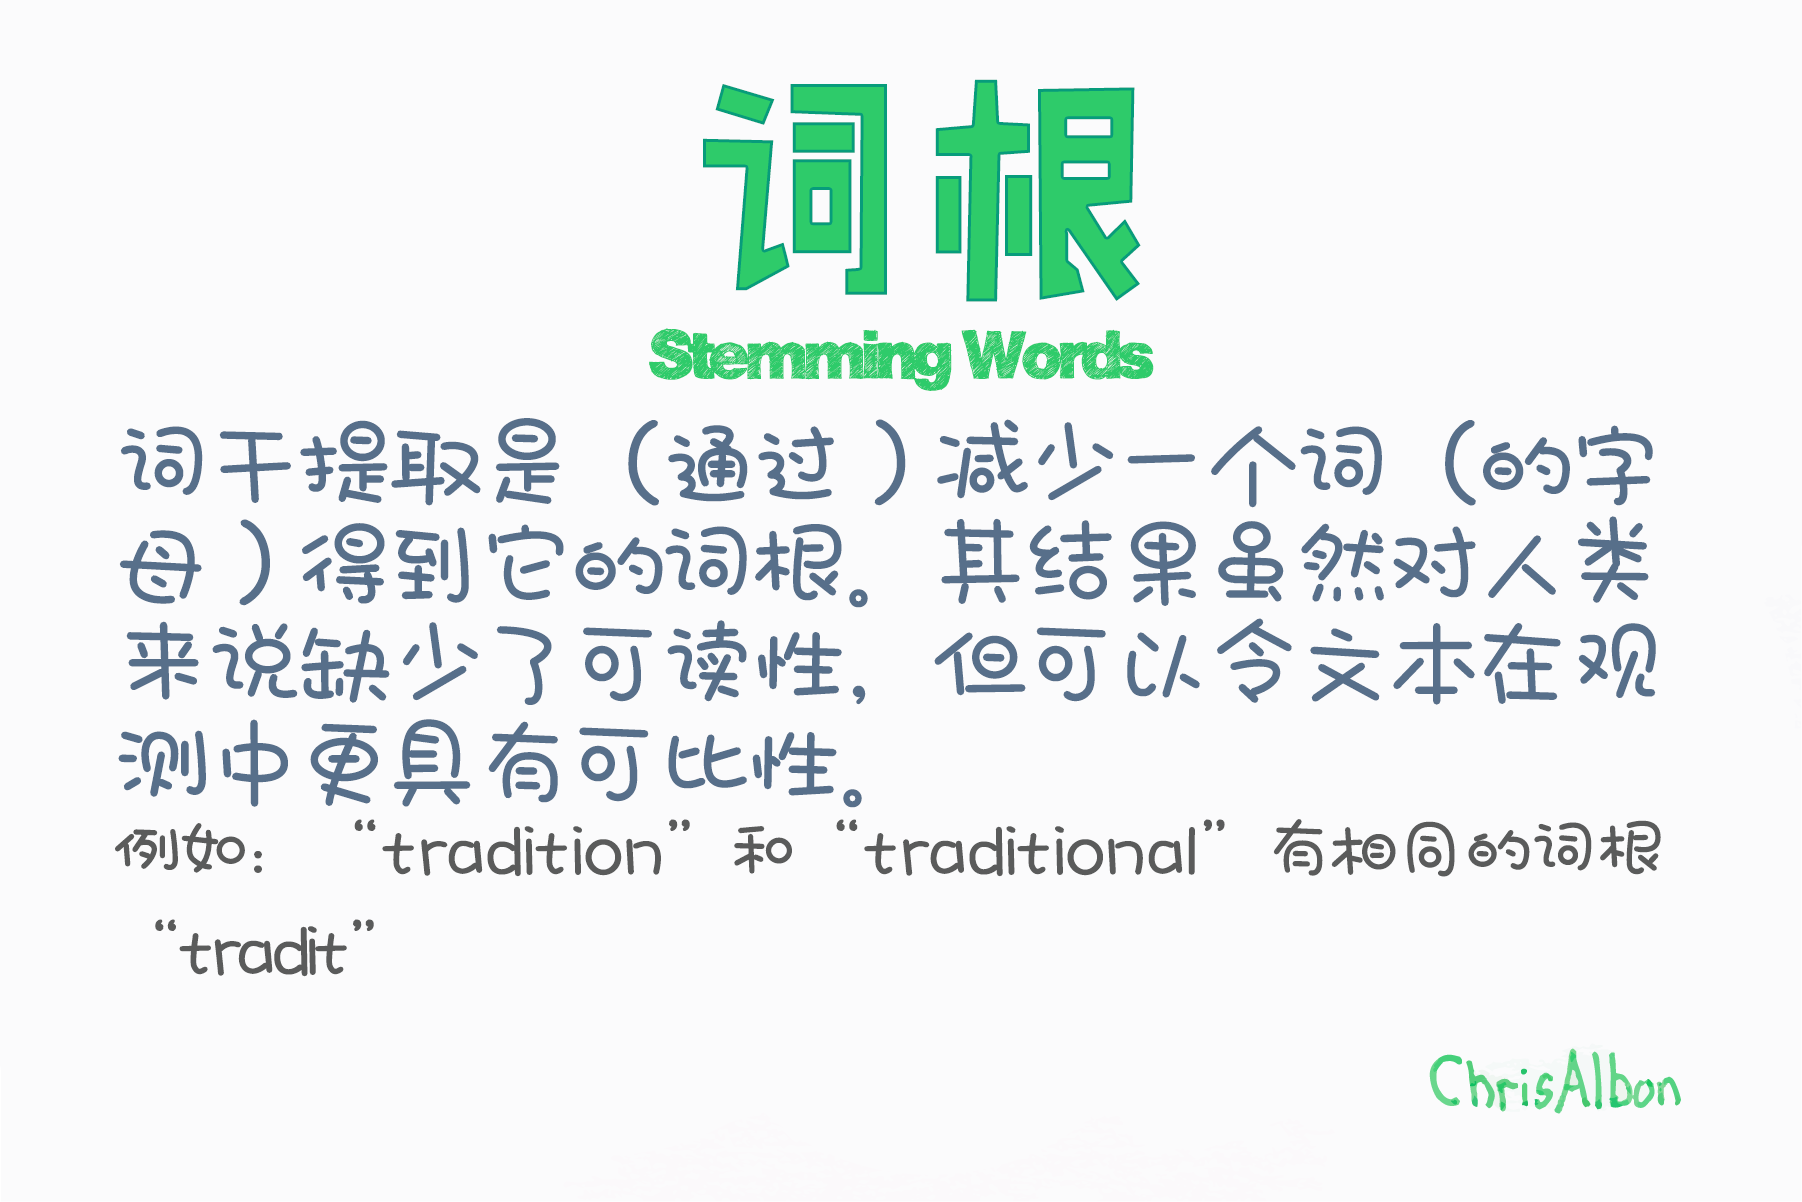 词根
Stemming Words
词干提取是（通过）减少一个词（的字
母）得到它的词根。其结果虽然对人类
来说缺少了可读性，但可以令文本在观
测中更具有可比性。
例如：“tradition”和“traditional”有相同的词根
“tradit”
ChrisAlbon